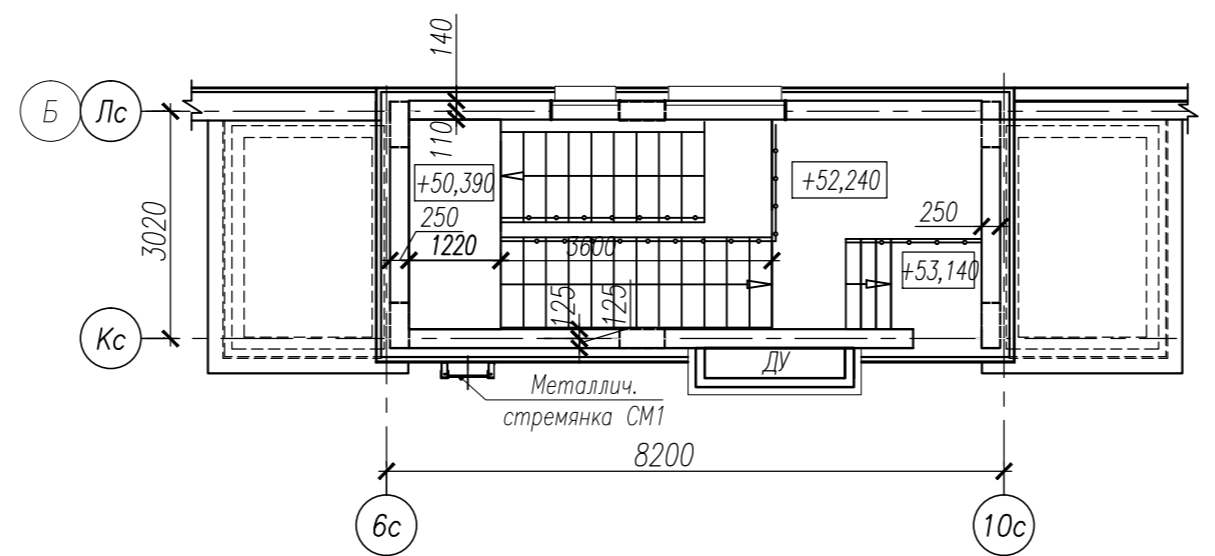 140
Б
Лс
110
+50,390
+52,240
250
250
3020
1220
3600
+53,140
125
125
Кс
ДУ
Металлич.
стремянка СМ1
8200
6с
10с